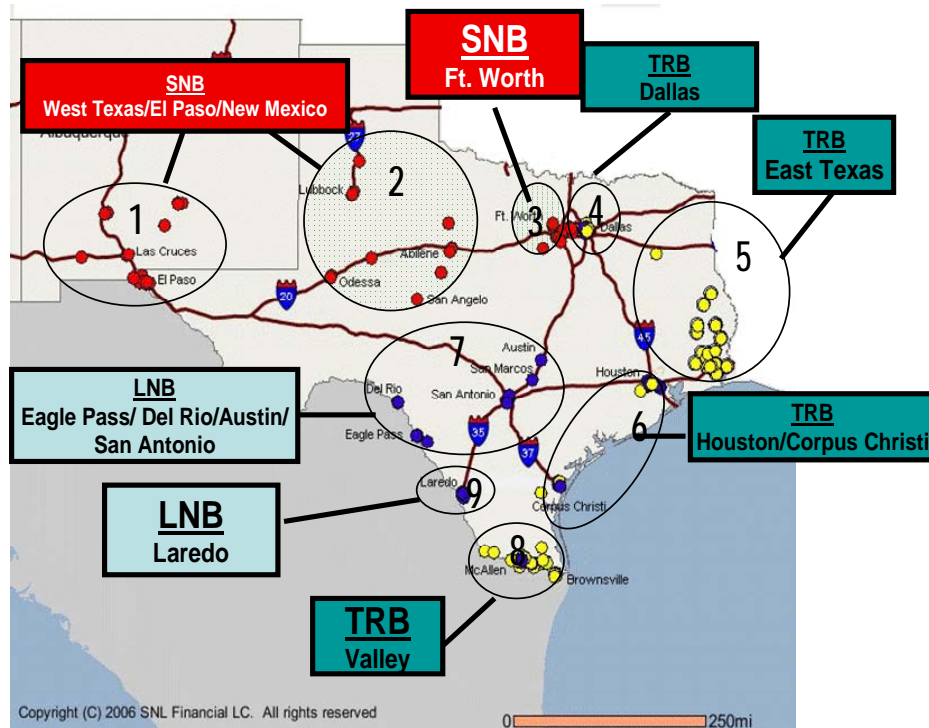 SNB
Ft. Worth
TRB
Dallas
SNB
West Texas/El Paso/New Mexico
TRB
East Texas
Albuquerque
27
Lubbock
2
3
Ft. Worth
4
Dallas
1
Las Cruces
El Paso
Abilene
Odessa
20
San Angelo
5
45
7
Austin
San Marcos
Houston
Del Rio
San Antonio
LNB
Eagle Pass/ Del Rio/Austin/
San Antonio
Eagle Pass
35
37
6
TRB
Houston/Corpus Christi
Laredo
9
Corpus Christi
LNB
Laredo
8
McAllen
Brownsville
TRB
Valley
Copyright (C) 2006 SNL Financial LC. All rights reserved
0
250mi